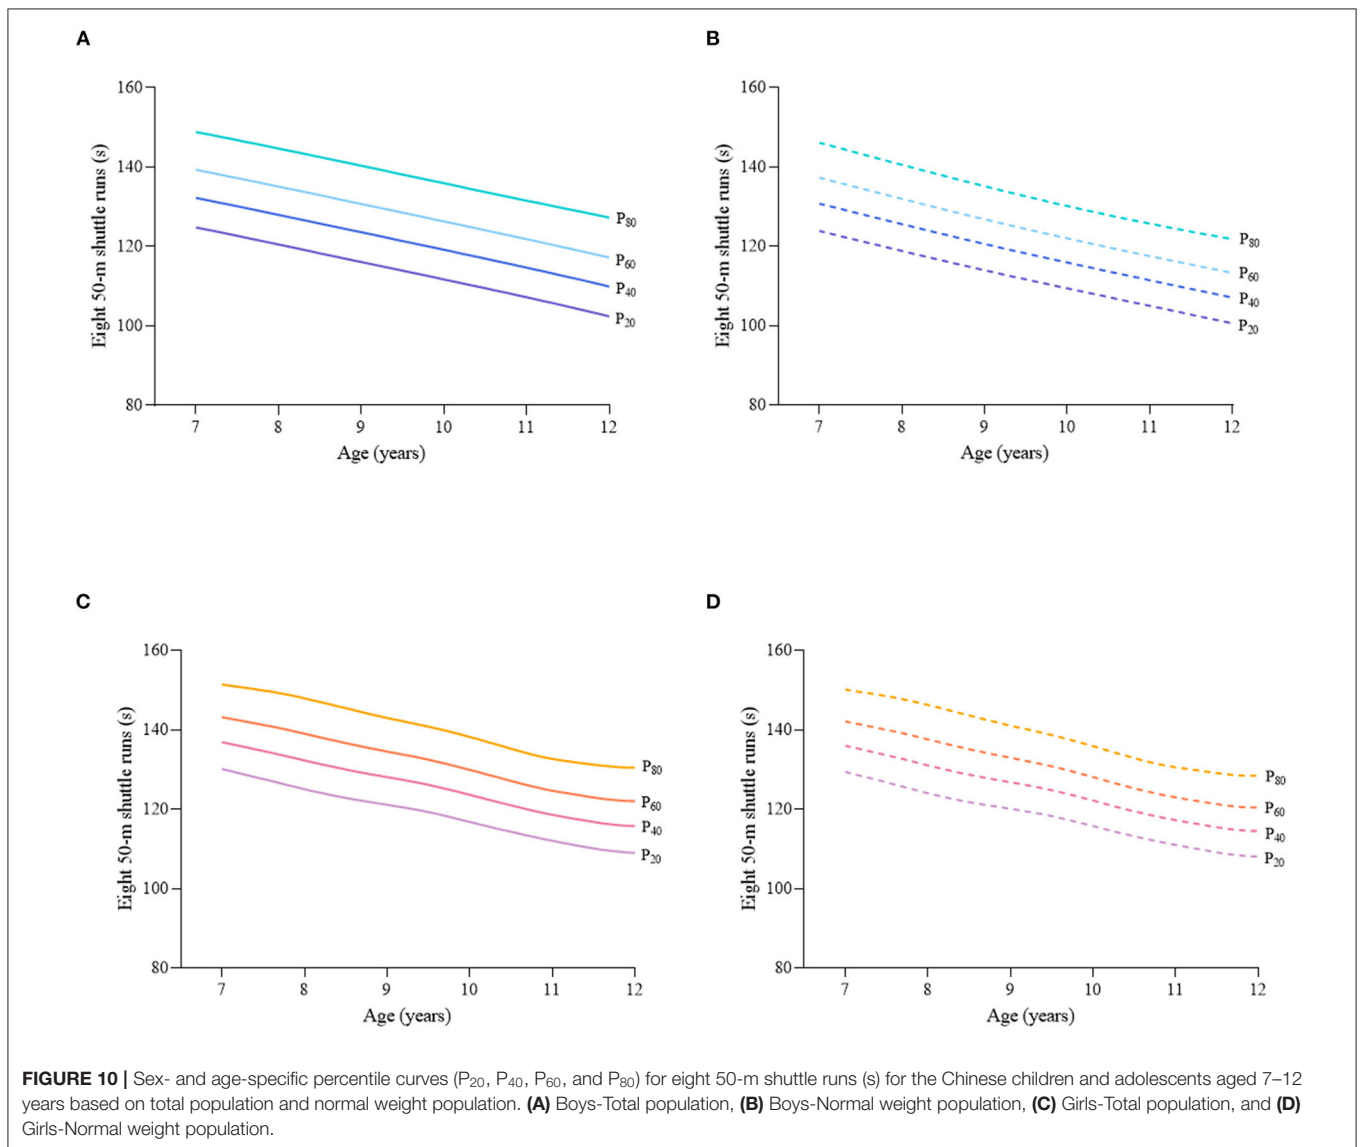 A
160
140
120
100
80
Eight 50-m shuttle runs (s)
P80
P60
P40
P20
7 8 9 10 11 12
Age (years)
B
160
140
120
100
80
Eight 50-m shuttle runs (s)
P80
P60
P40
P20
7 8 9 10 11 12
Age (years)
C
160
140
120
100
80
Eight 50-m shuttle runs (s)
P80
P60
P40
P20
7 8 9 10 11 12
Age (years)
D
160
140
120
100
80
Eight 50-m shuttle runs (s)
P80
P60
P40
P20
7 8 9 10 11 12
Age (years)
FIGURE 10 | Sex- and age-specific percentile curves (P20, P40, P60, and P80) for eight 50-m shuttle runs (s) for the Chinese children and adolescents aged 7–12
years based on total population and normal weight population. (A) Boys-Total population, (B) Boys-Normal weight population, (C) Girls-Total population, and (D)
Girls-Normal weight population.